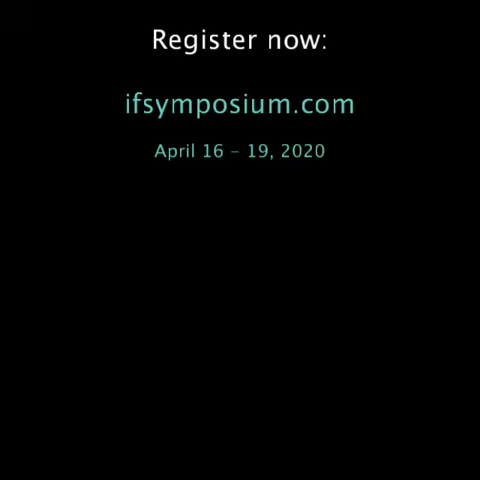 Register now:
ifsymposium.com
April 16 – 19, 2020